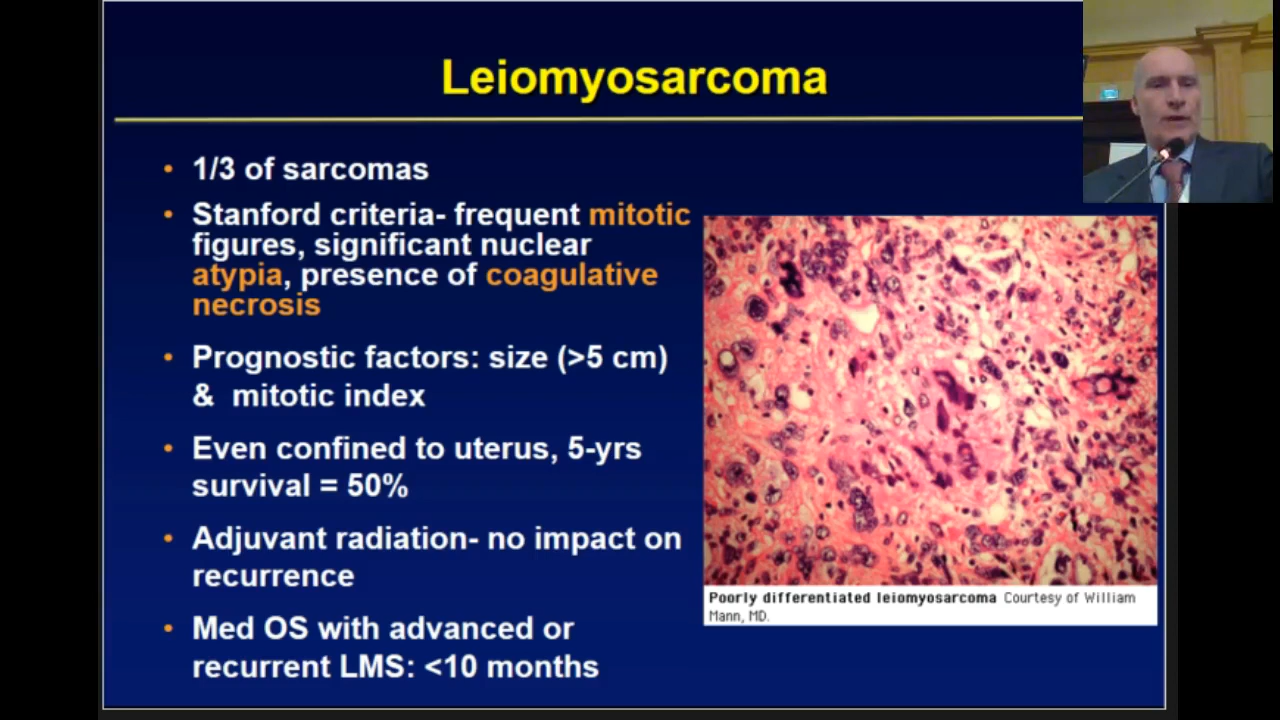 Leiomyosarcoma
• 1/3 of sarcomas
• Stanford criteria- frequent mitotic
figures, significant nuclear
atypia, presence of coagulative
necrosis
• Prognostic factors: size (>5 cm)
& mitotic index
• Even confined to uterus, 5-yrs
survival = 50%
• Adjuvant radiation- no impact on
recurrence
• Med OS with advanced or
recurrent LMS: <10 months
Poorly differentiated leiomyosarcoma Courtesy of William
Mann, MD.